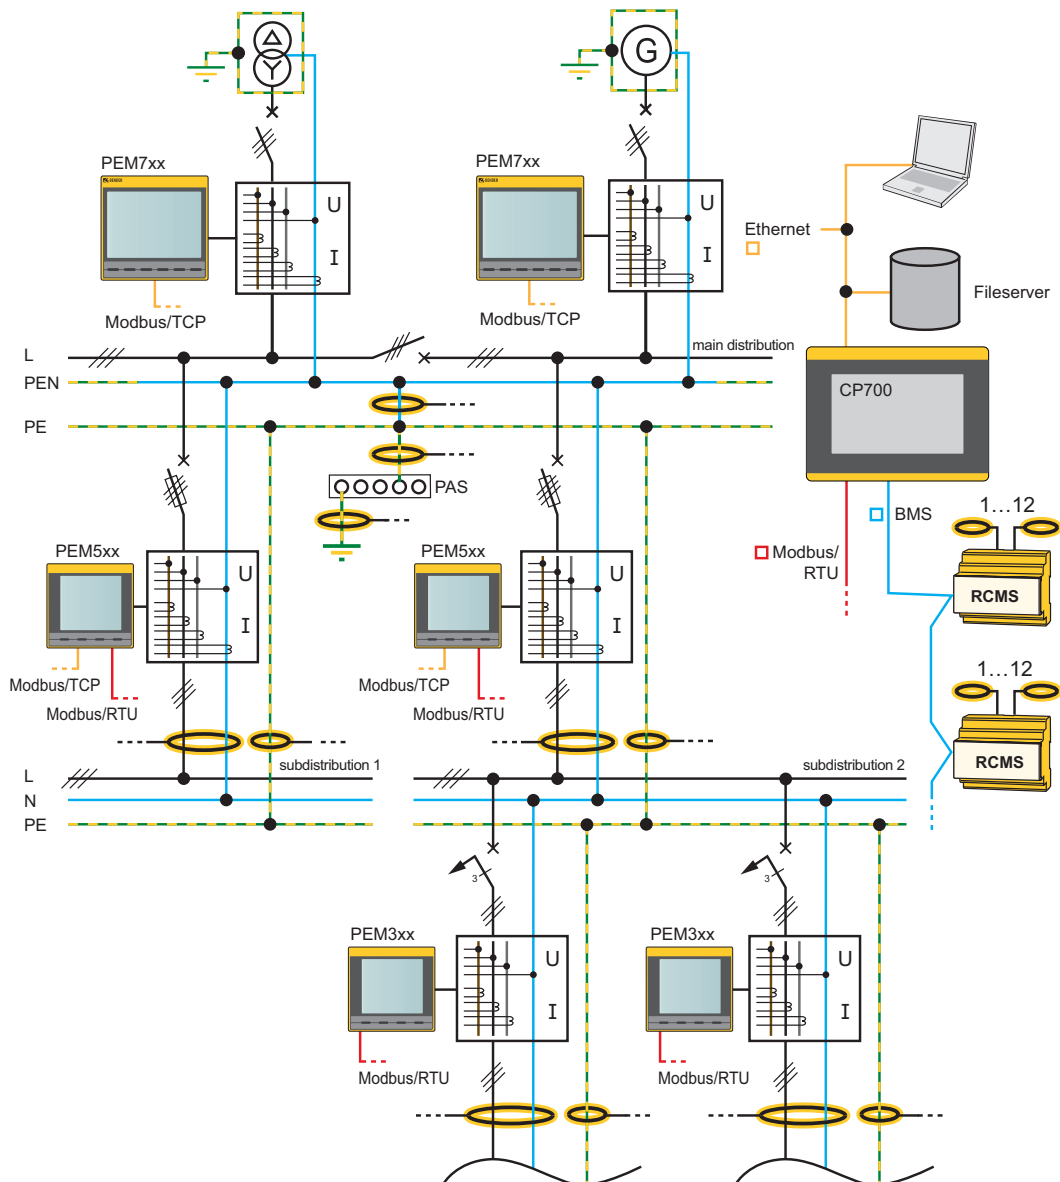 G
PEM7xx
PEM7xx
BENDER
BENDER
U
I
U
I
Ethernet
Fileserver
Modbus/TCP
Modbus/TCP
L
main distribution
PEN
CP700
PE
PAS
BMS
1...12
Modbus/
RTU
RCMS
PEM5xx
PEM5xx
U
I
U
I
Modbus/TCP
Modbus/RTU
Modbus/TCP
Modbus/RTU
1...12
RCMS
subdistribution 1
subdistribution 2
L
N
PE
3
3
PEM3xx
PEM3xx
U
I
U
I
Modbus/RTU
Modbus/RTU